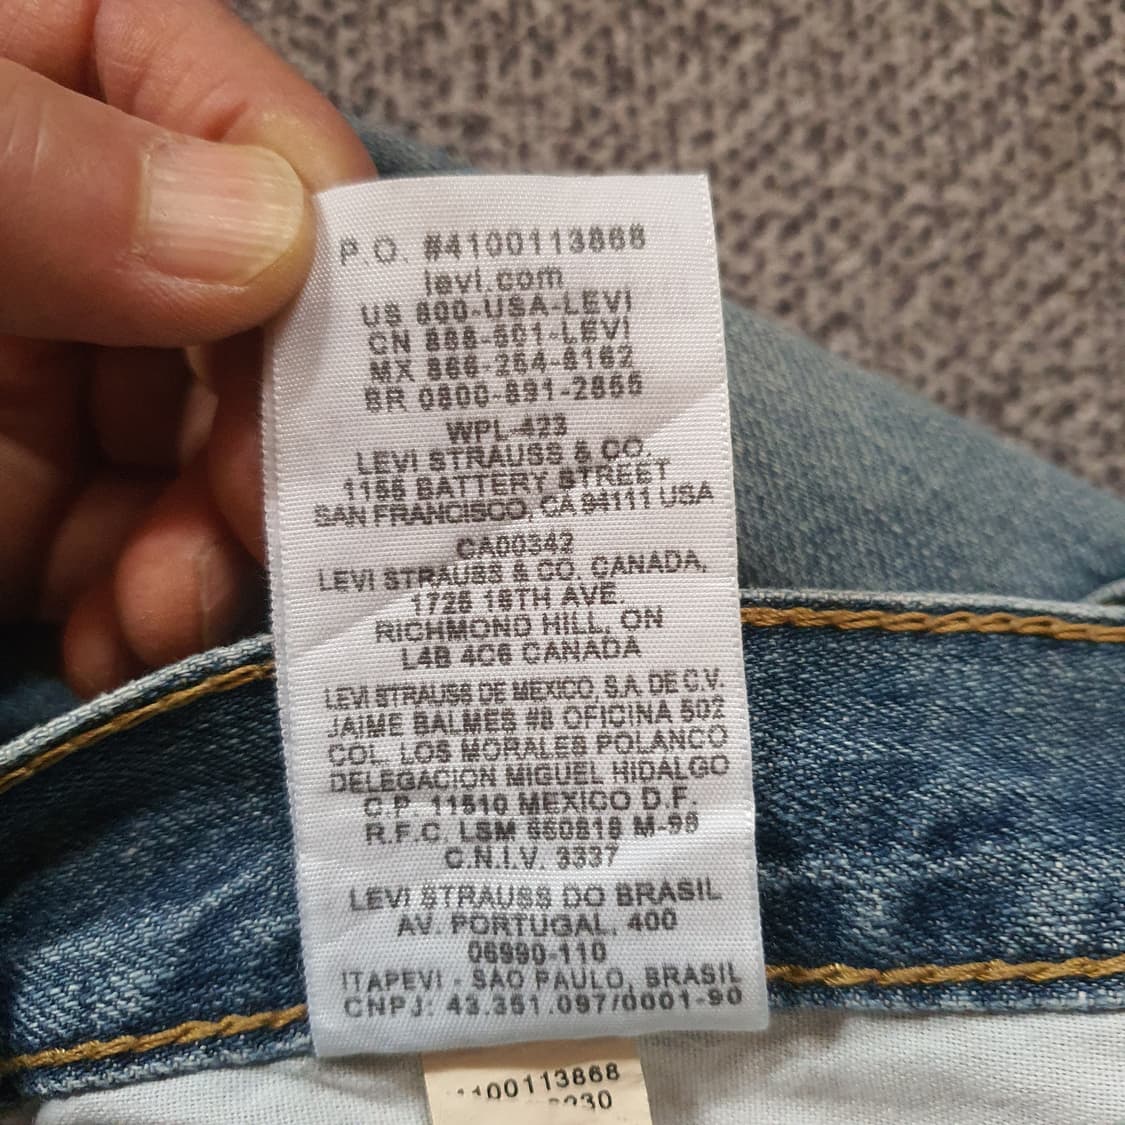 P.O. #4100113868
levi.com
US 800-USA-LEVI
CN 888-501-LEVI
MX 866-264-8162
BR 0800-891-2855
WPL-423
LEVI STRAUSS & CO.
1155 BATTERY STREET
SAN FRANCISCO, CA 94111 USA
CA00342
LEVI STRAUSS & CO. CANADA,
1725 16TH AVE.
RICHMOND HILL, ON
L4B 4C6 CANADA
LEVI STRAUSS DE MEXICO, S.A. DE C.V.
JAIME BALMES #8 OFICINA 502
COL. LOS MORALES POLANCO
DELEGACION MIGUEL HIDALGO
C.P. 11510 MEXICO D.F.
R.F.C. LSM 650818 M-98
C.N.I.V. 3337
LEVI STRAUSS DO BRASIL
AV. PORTUGAL, 400
06990-110
ITAPEVI - SAO PAULO, BRASIL
CNPJ: 43.351.097/0001-90
4100113868